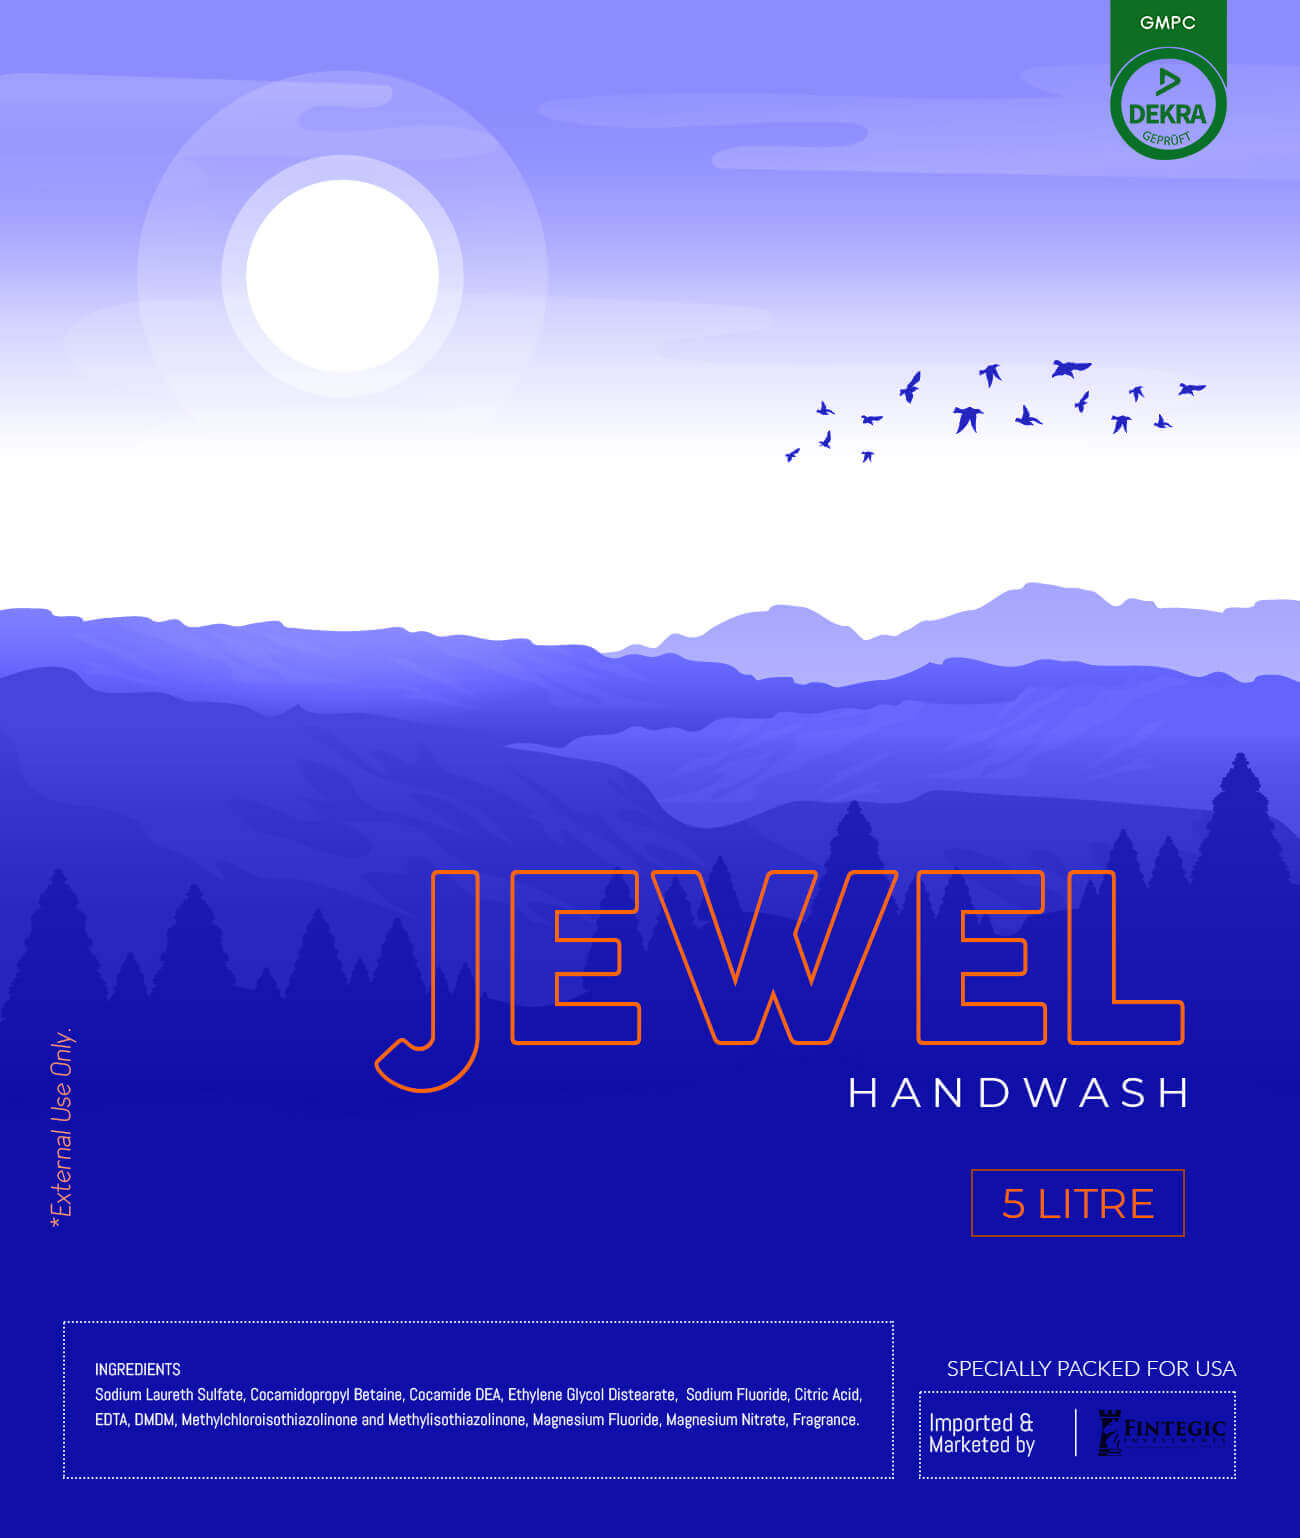 GMPC
DEKRA
GEPRÜFT
JEWEL
HANDWASH
*External Use Only.
5 LITRE
INGREDIENTS
Sodium Laureth Sulfate, Cocamidopropyl Betaine, Cocamide DEA, Ethylene Glycol Distearate, Sodium Fluoride, Citric Acid,
EDTA, DMDM, Methylchloroisothiazolinone and Methylisothiazolinone, Magnesium Fluoride, Magnesium Nitrate, Fragrance.
SPECIALLY PACKED FOR USA
Imported &
Marketed by
FINTEGIC